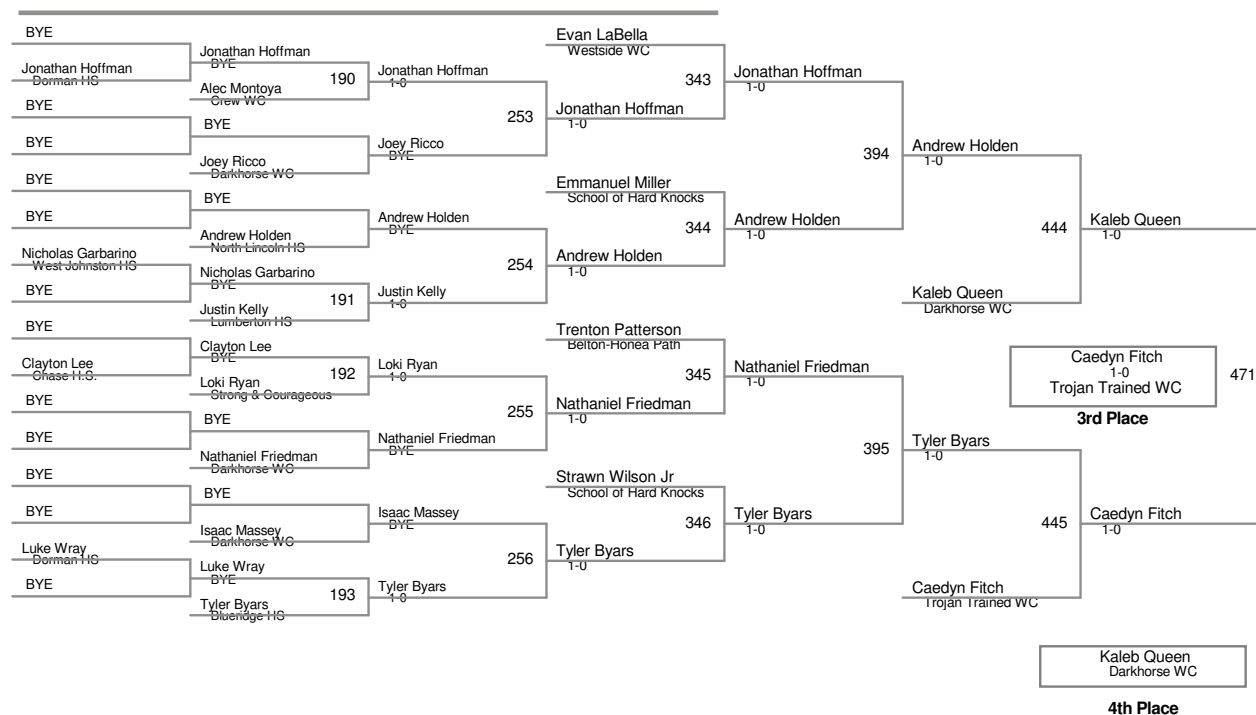 BYE
Jonathan Hoffman
Dorman HS
BYE
BYE
BYE
BYE
Nicholas Garbarino
West Johnston HS
BYE
BYE
Clayton Lee
Chase H.S.
BYE
BYE
BYE
BYE
Luke Wray
Dorman HS
BYE
Jonathan Hoffman
BYE
190
Alec Montoya
Crew WC
BYE
Joey Ricco
Darkhorse WC
BYE
Andrew Holden
North Lincoln HS
Nicholas Garbarino
BYE
191
Justin Kelly
Lumberton HS
Clayton Lee
BYE
192
Loki Ryan
Strong & Courageous
BYE
Nathaniel Friedman
Darkhorse WC
BYE
Isaac Massey
Darkhorse WC
Luke Wray
BYE
193
Tyler Byars
Blueridge HS
Jonathan Hoffman
1-0
253
Joey Ricco
BYE
Andrew Holden
BYE
254
Justin Kelly
1-0
Loki Ryan
1-0
255
Nathaniel Friedman
BYE
Isaac Massey
BYE
256
Tyler Byars
1-0
Evan LaBella
Westside WC
343
Jonathan Hoffman
1-0
Emmanuel Miller
School of Hard Knocks
344
Andrew Holden
1-0
Trenton Patterson
Belton-Honea Path
345
Nathaniel Friedman
1-0
Strawn Wilson Jr
School of Hard Knocks
346
Tyler Byars
1-0
Jonathan Hoffman
1-0
394
Andrew Holden
1-0
Nathaniel Friedman
1-0
395
Tyler Byars
1-0
Andrew Holden
1-0
444
Kaleb Queen
Darkhorse WC
Tyler Byars
1-0
445
Caedyn Fitch
Trojan Trained WC
Kaleb Queen
1-0
Caedyn Fitch
1-0
Trojan Trained WC
471
3rd Place
Caedyn Fitch
1-0
Kaleb Queen
Darkhorse WC
4th Place